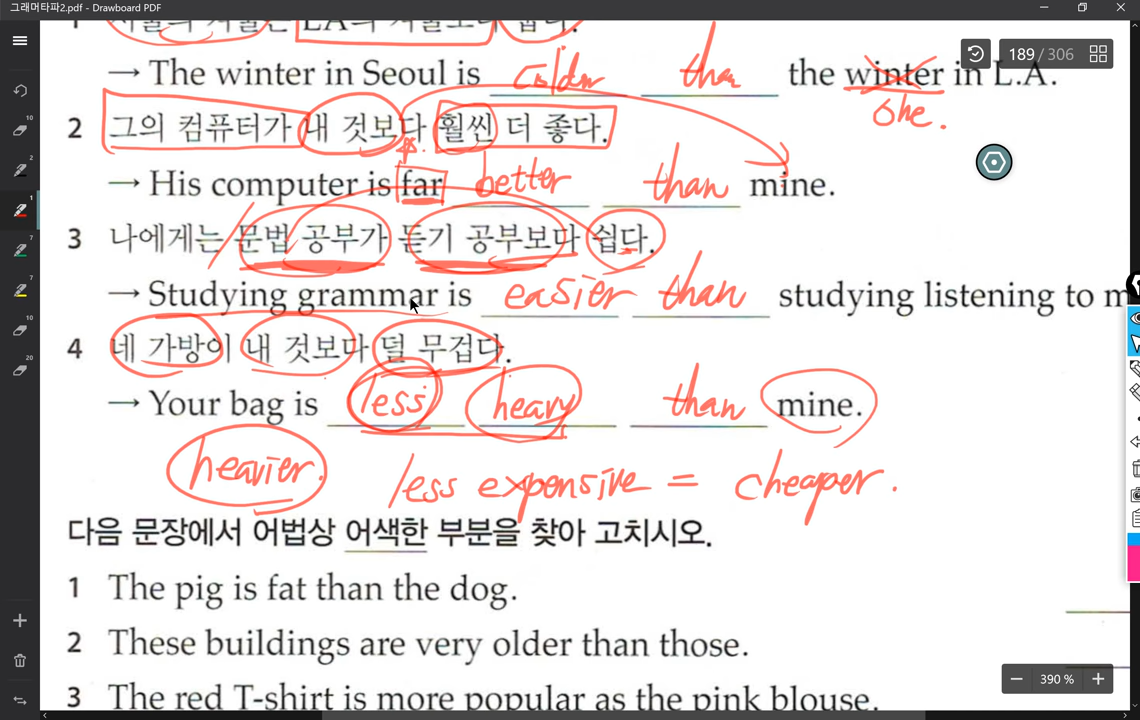 그래머타파2.pdf - Drawboard PDF
189 / 306
→ The winter in Seoul is colder than the winter in L.A.
one.
2 그의 컴퓨터가 내 것보다 훨씬 더 좋다.
→ His computer is far better than mine.
3 나에게는 문법 공부가 듣기 공부보다 쉽다.
→ Studying grammar is easier than studying listening to m
4 네 가방이 내 것보다 덜 무겁다.
→ Your bag is less heavy than mine.
heavier. less expensive = cheaper.
다음 문장에서 어법상 어색한 부분을 찾아 고치시오.
1 The pig is fat than the dog.
2 These buildings are very older than those.
3 The red T-shirt is more popular as the pink blouse.
390 %
10
2
1
7
7
10
20